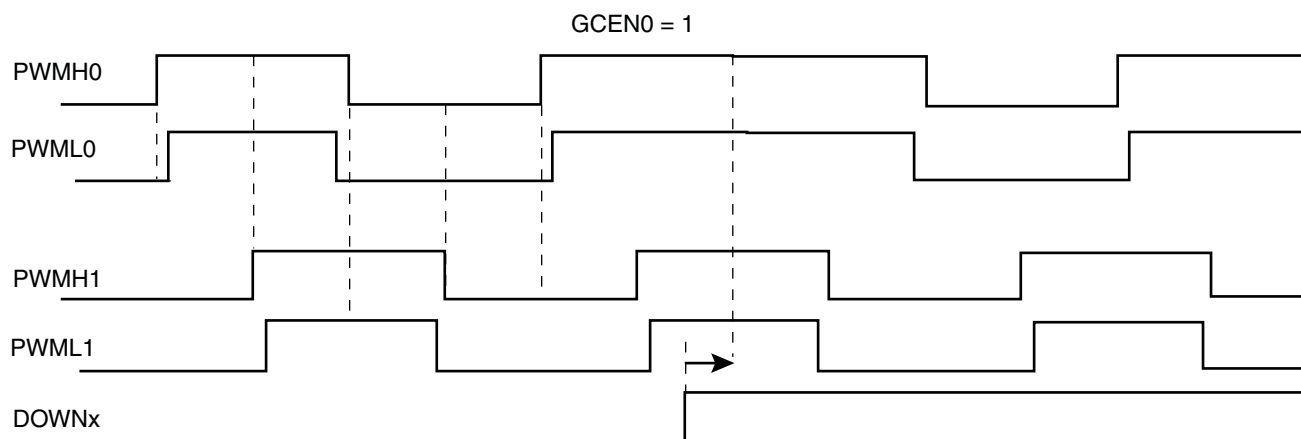 GCEN0 = 1
PWMH0
PWML0
PWMH1
PWML1
DOWNx